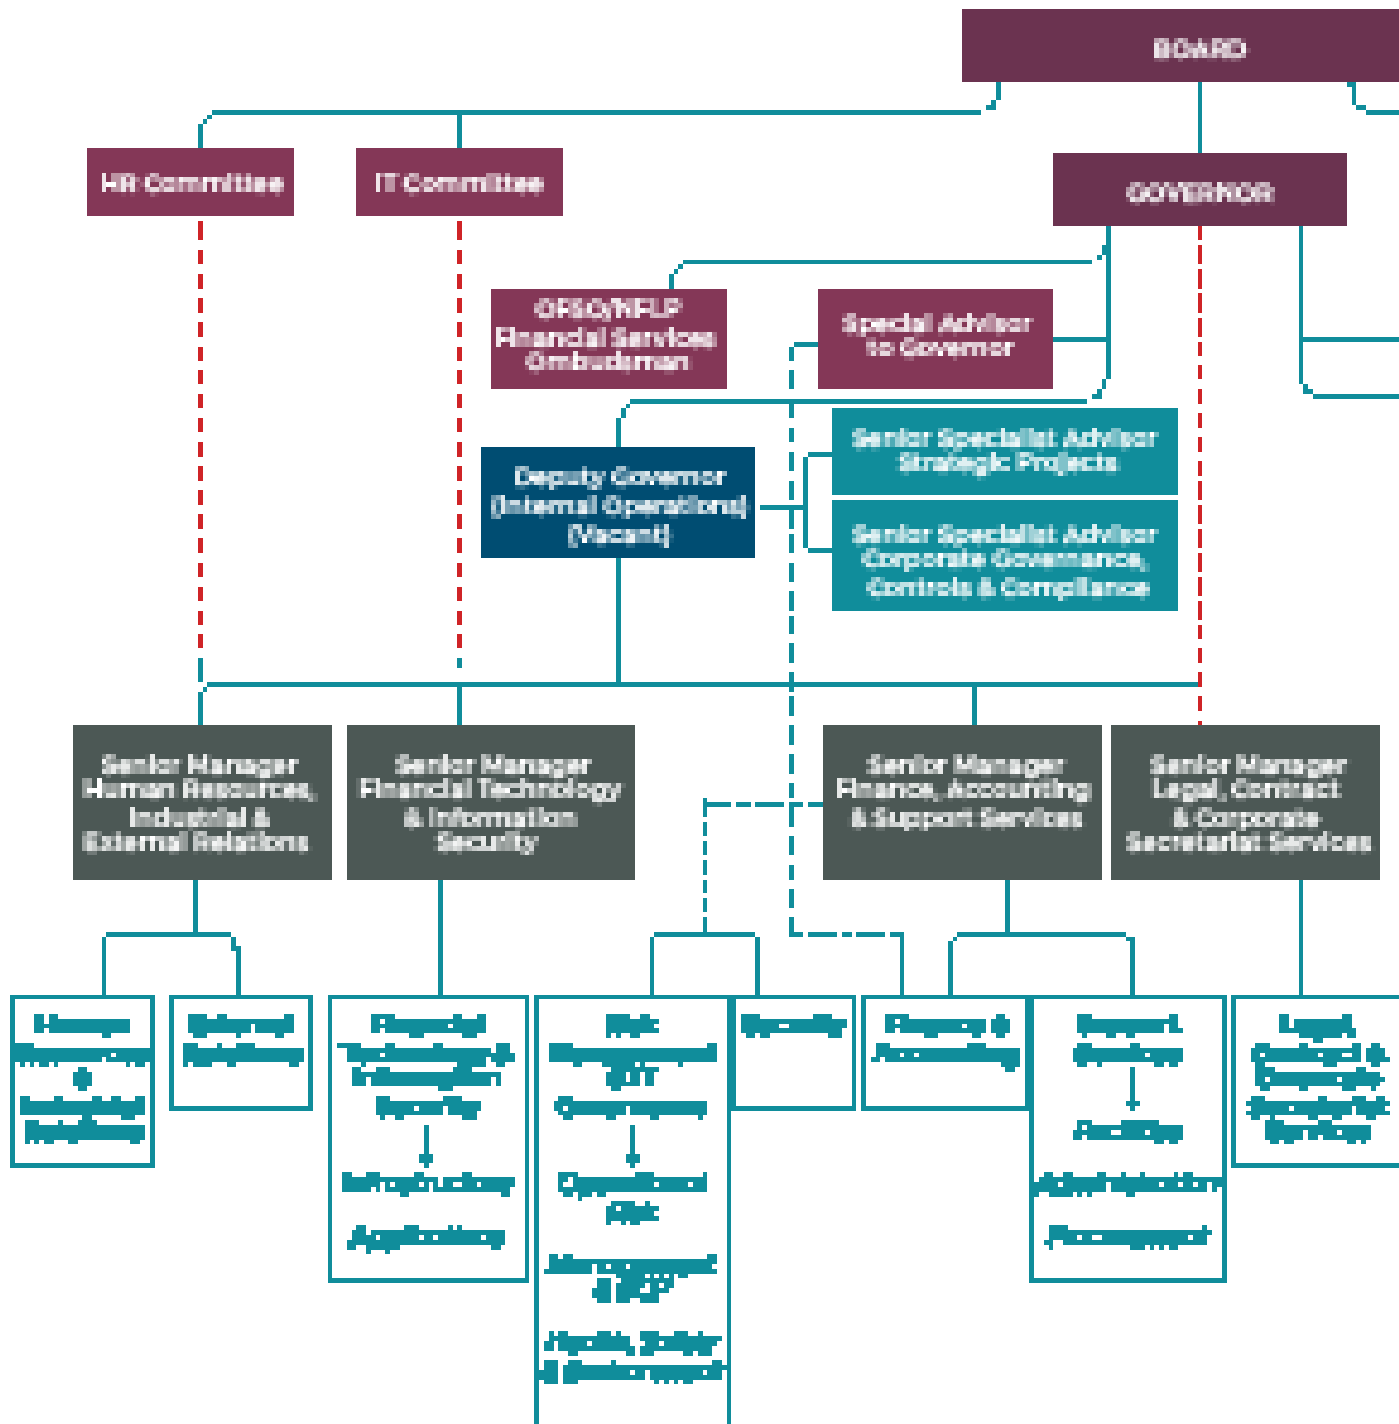 BOARD
HR Committee
IT Committee
GOVERNOR
OFSO/NFLP
Financial Services
Ombudsman
Special Advisor
to Governor
Senior Specialist Advisor
Strategic Projects
Deputy Governor
(Internal Operations)
(Vacant)
Senior Specialist Advisor
Corporate Governance,
Controls & Compliance
Senior Manager
Human Resources,
Industrial &
External Relations
Senior Manager
Financial Technology
& Information
Security
Senior Manager
Finance, Accounting
& Support Services
Senior Manager
Legal, Contract
& Corporate
Secretariat Services
Human
Resources
&
Industrial
Relations
External
Relations
Financial
Technology &
Information
Security
Infrastructure
Applications
Risk
Management
Operational
Risk
Management
Health, Safety
& Environment
Security
Finance &
Accounting
Support
Services
Facilities
Administration
Procurement
Legal,
Contract &
Corporate
Secretariat
Services